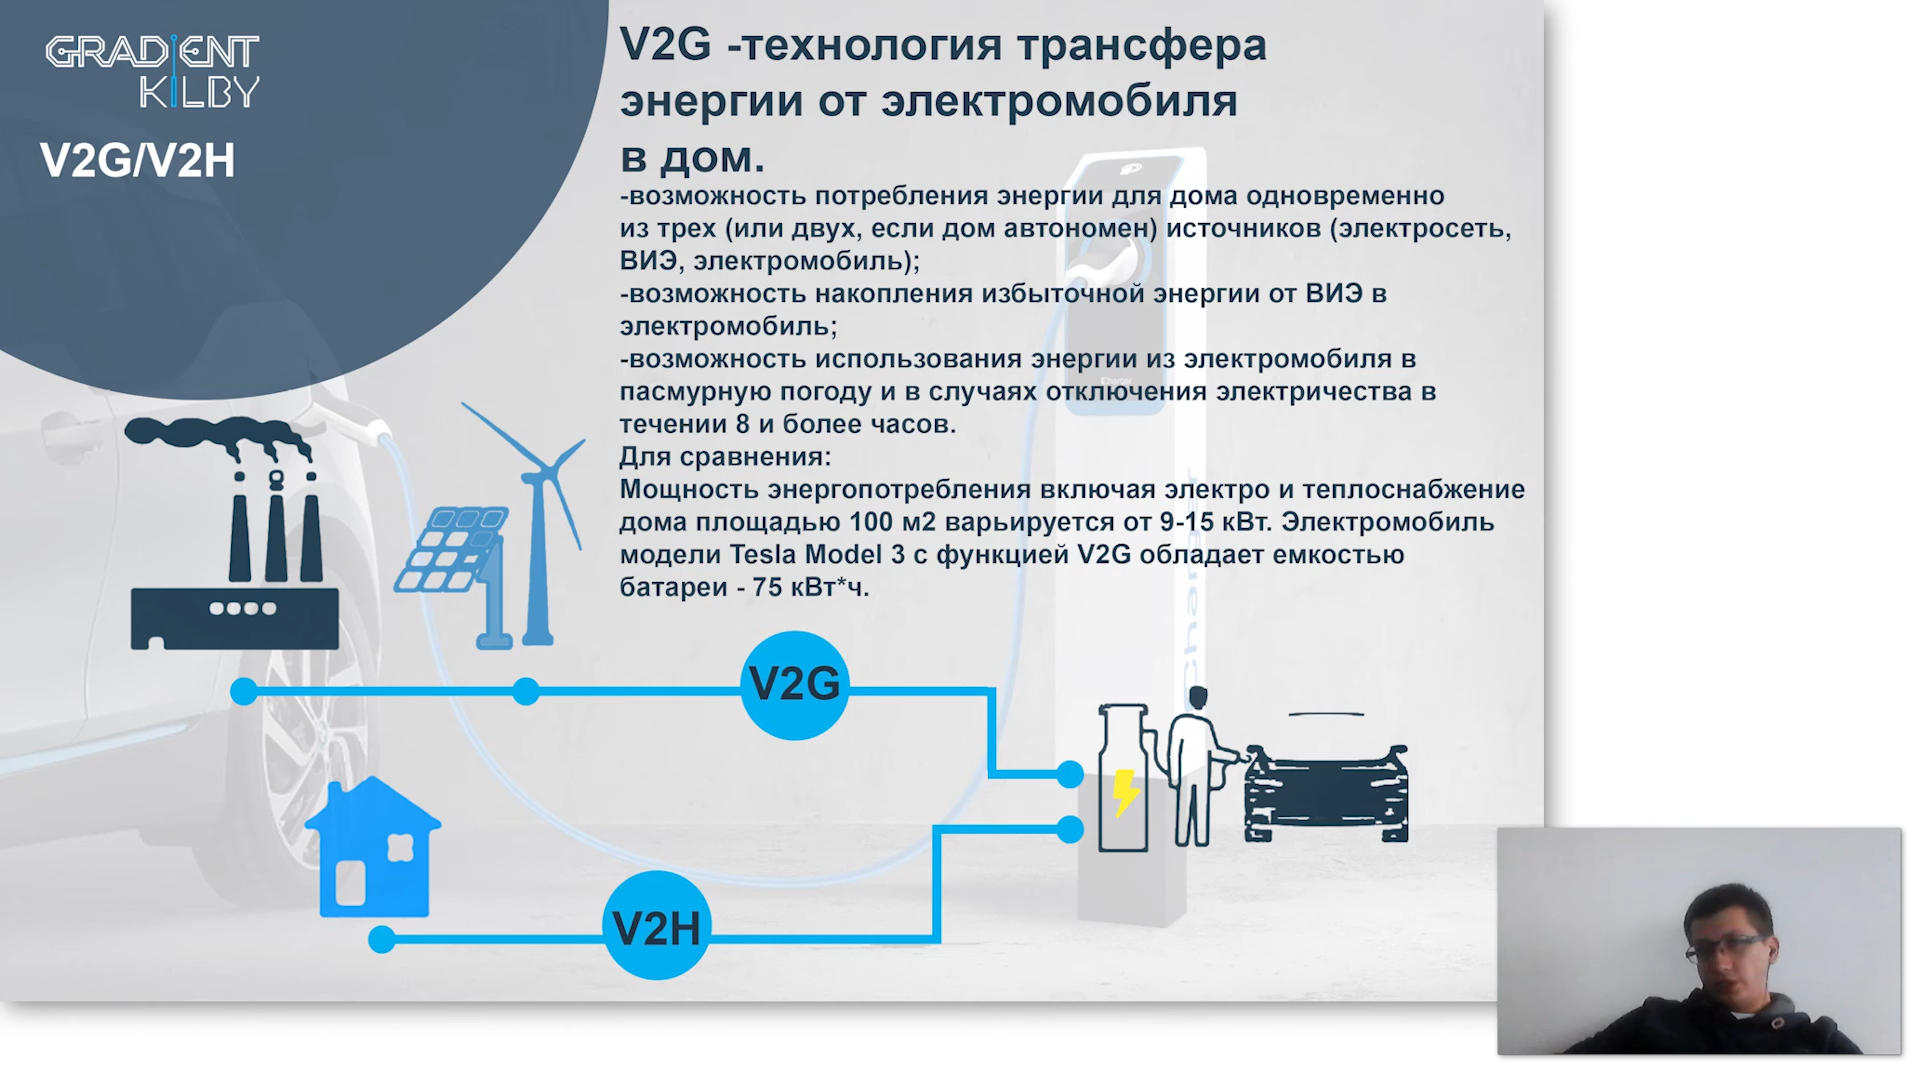 GRADIENT
KILBY
V2G/V2H
V2G -технология трансфера
энергии от электромобиля
в дом.
-возможность потребления энергии для дома одновременно
из трех (или двух, если дом автономен) источников (электросеть,
ВИЭ, электромобиль);
-возможность накопления избыточной энергии от ВИЭ в
электромобиль;
-возможность использования энергии из электромобиля в
пасмурную погоду и в случаях отключения электричества в
течении 8 и более часов.
Для сравнения:
Мощность энергопотребления включая электро и теплоснабжение
дома площадью 100 м2 варьируется от 9-15 кВт. Электромобиль
модели Tesla Model 3 с функцией V2G обладает емкостью
батареи - 75 кВт*ч.
V2G
V2H